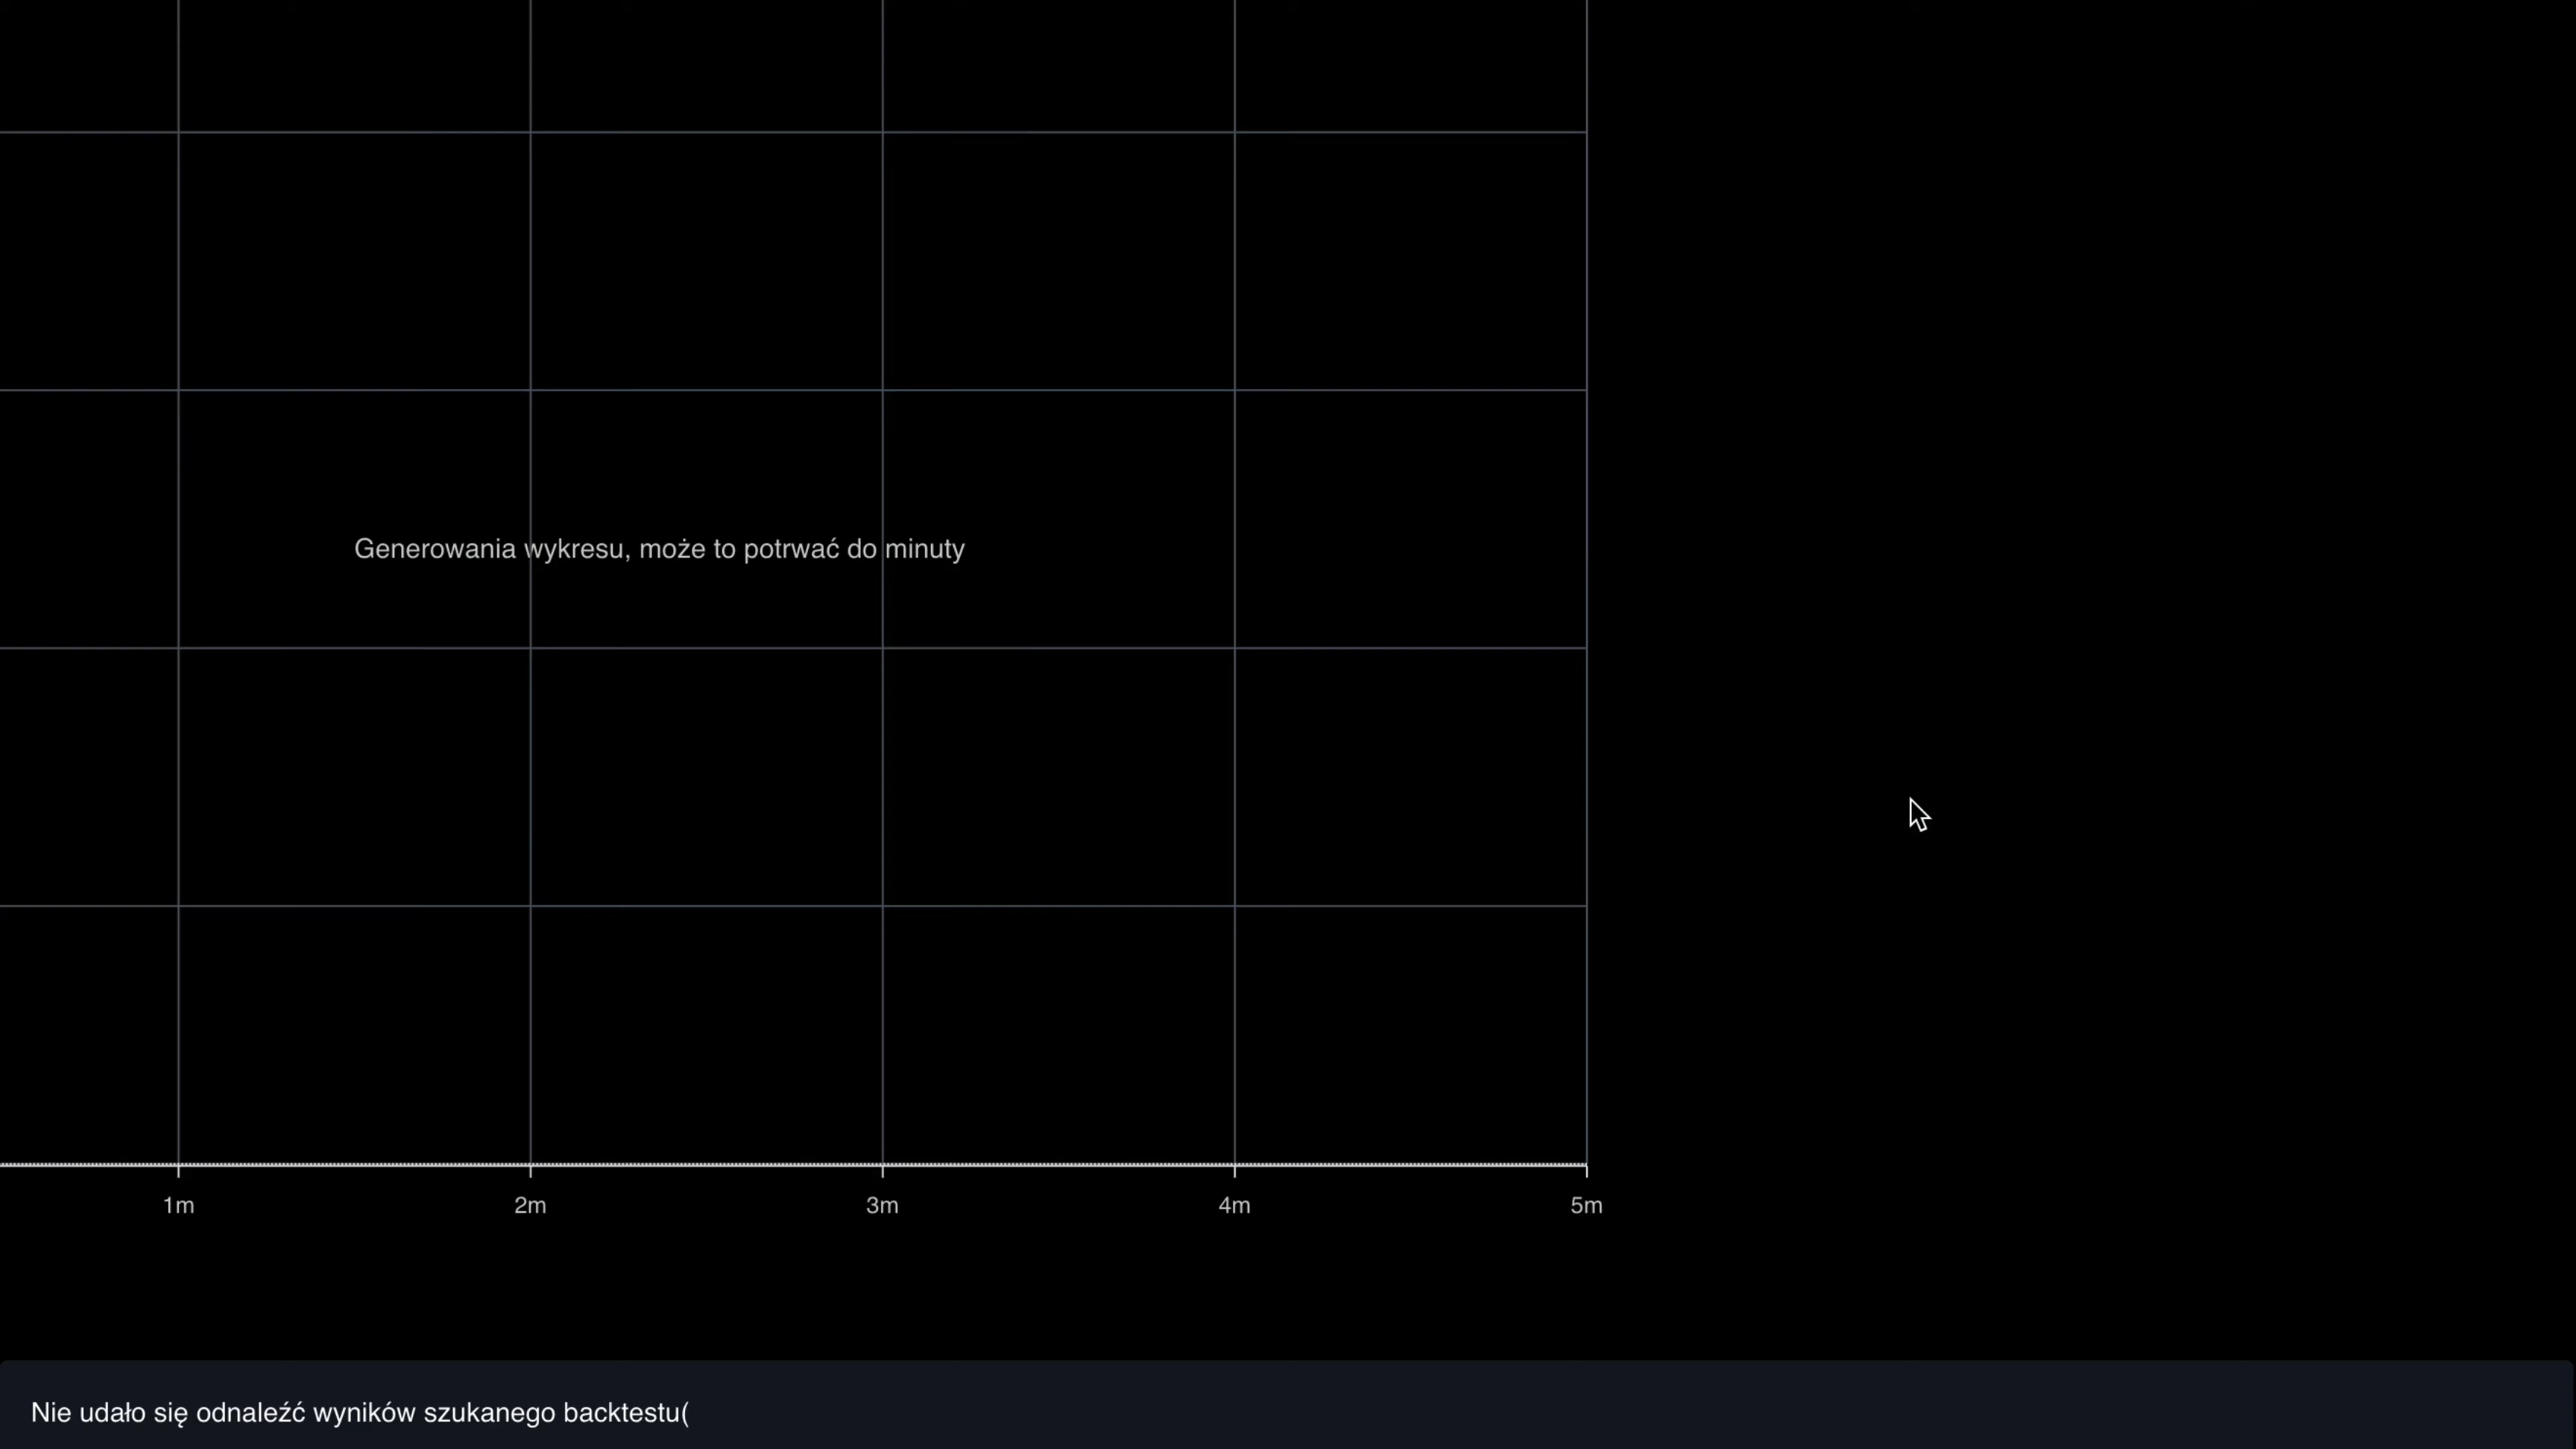 Generowania wykresu, może to potrwać do minuty
1m 2m 3m 4m 5m
Nie udało się odnaleźć wyników szukanego backtestu(